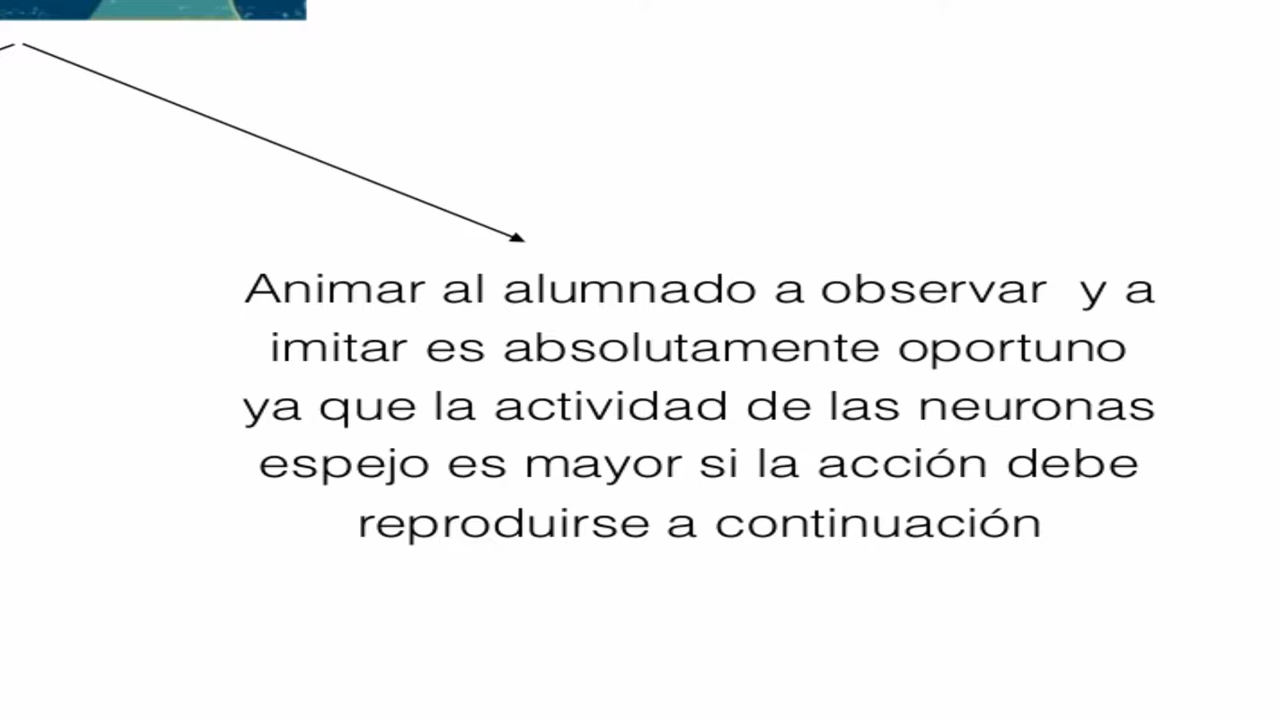 Animar al alumnado a observar y a
imitar es absolutamente oportuno
ya que la actividad de las neuronas
espejo es mayor si la acción debe
reproduirse a continuación